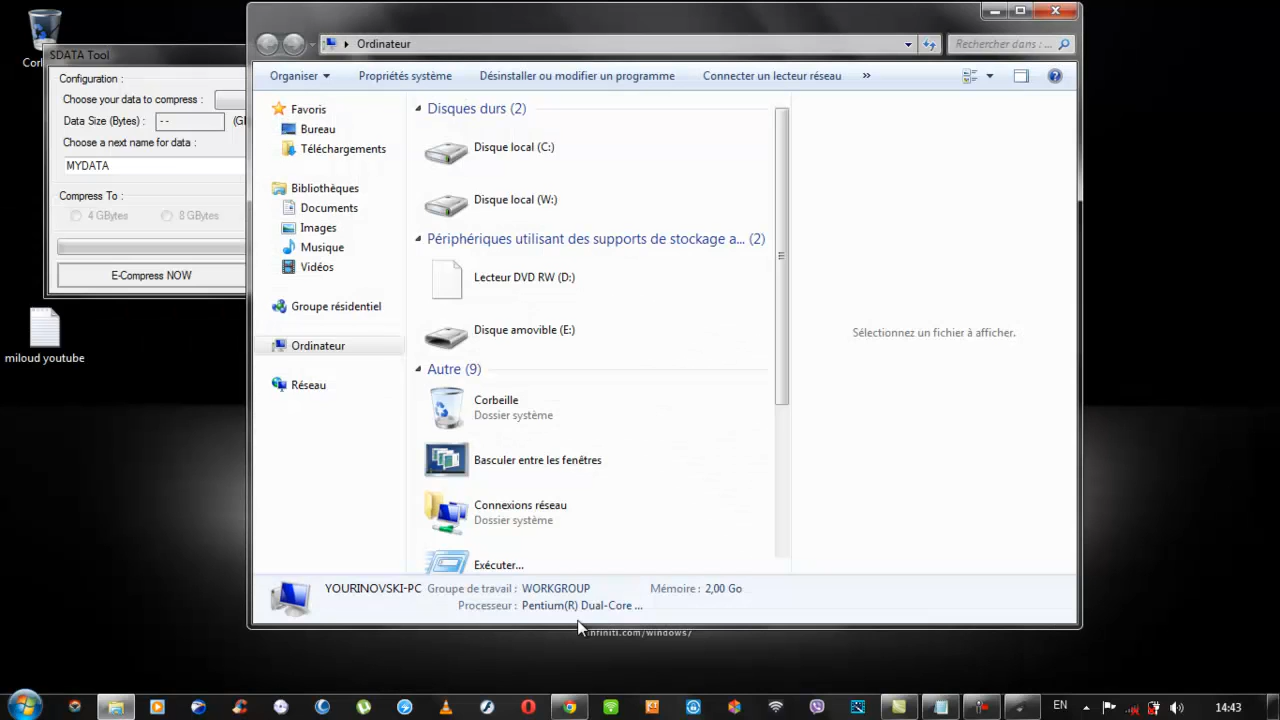 Cor
SDATA Tool
Configuration :
Choose your data to compress :
Data Size (Bytes) : -- (GB
Choose a next name for data :
MYDATA
Compress To :
4 GBytes 8 GBytes
E-Compress NOW
miloud youtube
Ordinateur
Rechercher dans : ...
Organiser Propriétés système Désinstaller ou modifier un programme Connecter un lecteur réseau »
Favoris
Bureau
Téléchargements
Bibliothèques
Documents
Images
Musique
Vidéos
Groupe résidentiel
Ordinateur
Réseau
Disques durs (2)
Disque local (C:)
Disque local (W:)
Périphériques utilisant des supports de stockage a... (2)
Lecteur DVD RW (D:)
Disque amovible (E:)
Autre (9)
Corbeille
Dossier système
Basculer entre les fenêtres
Connexions réseau
Dossier système
Exécuter...
Sélectionnez un fichier à afficher.
YOURINOVSKI-PC Groupe de travail : WORKGROUP Mémoire : 2,00 Go
Processeur : Pentium(R) Dual-Core ...
infiniti.com/windows/
EN 14:43